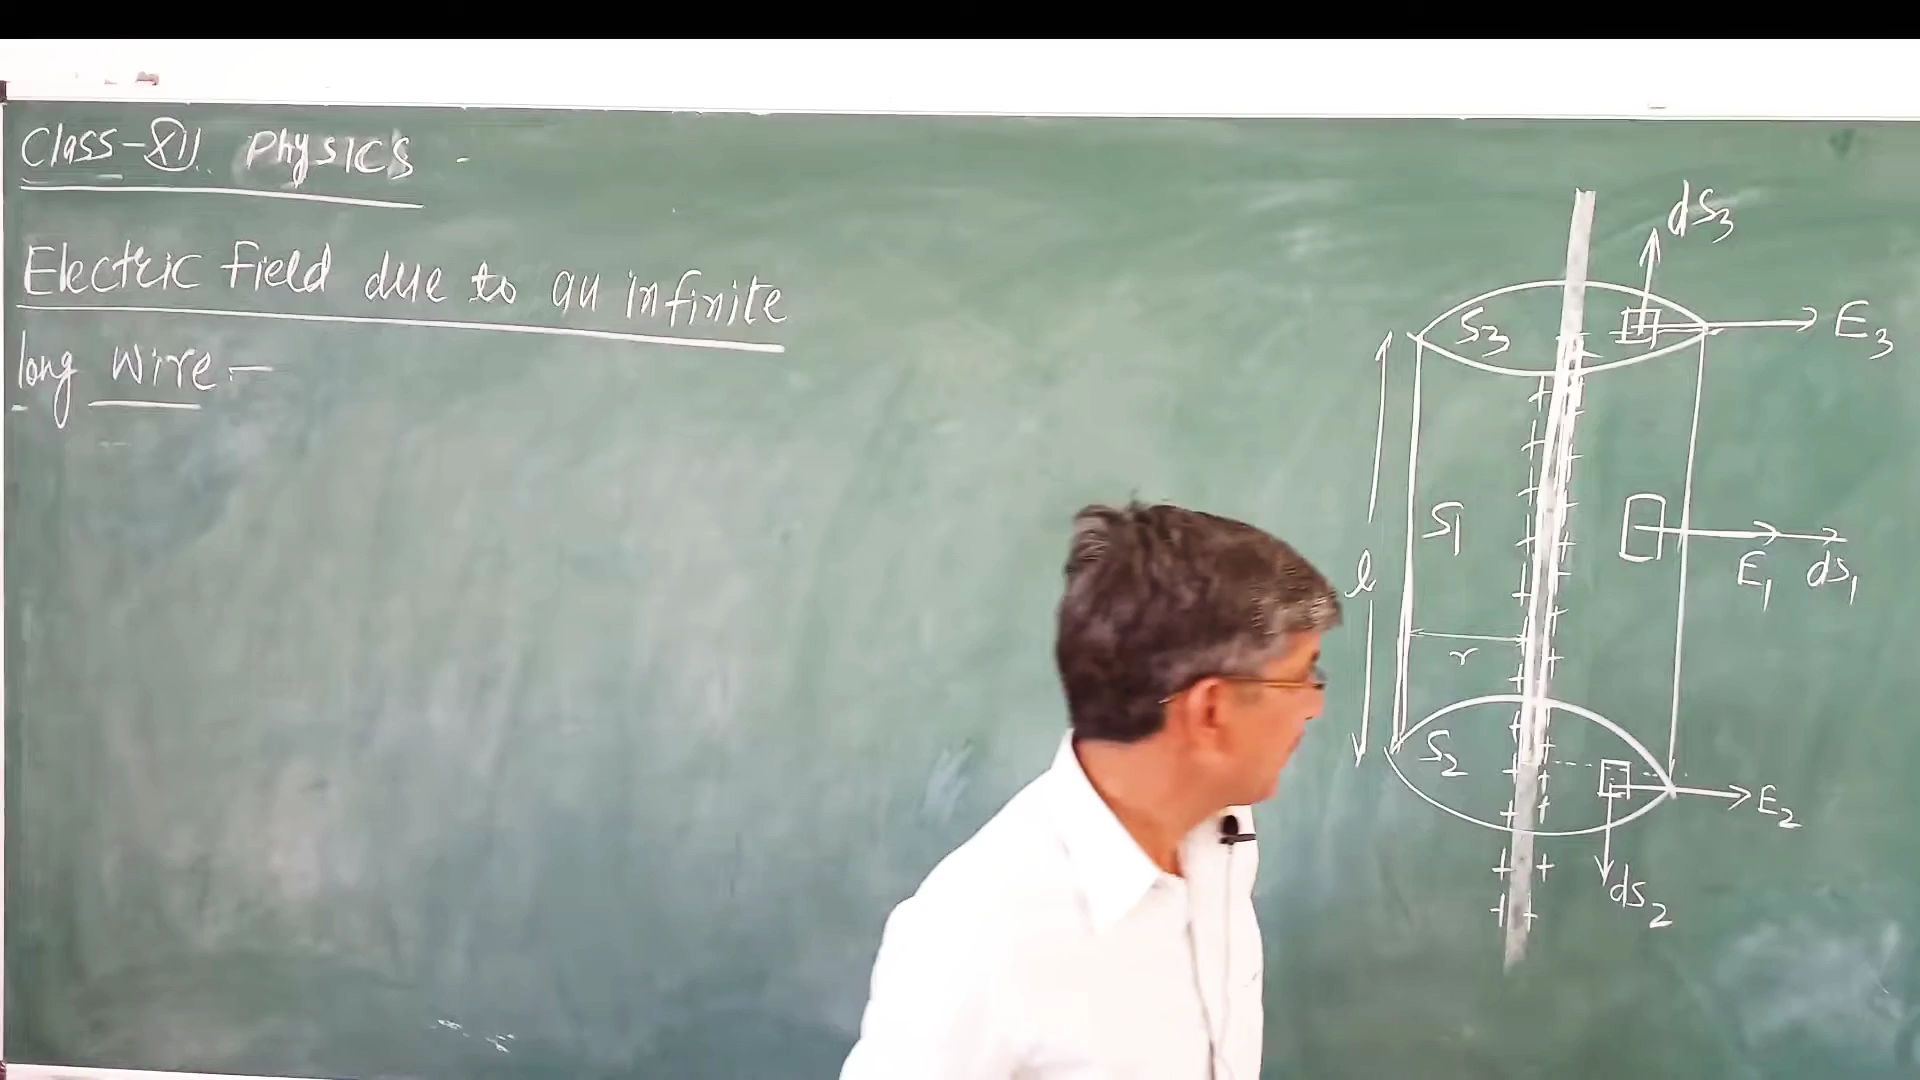 Class-XII Physics
Electric field due to an infinite
long wire-
dS3
S3
E3
S1
E1
dS1
l
r
S2
E2
dS2